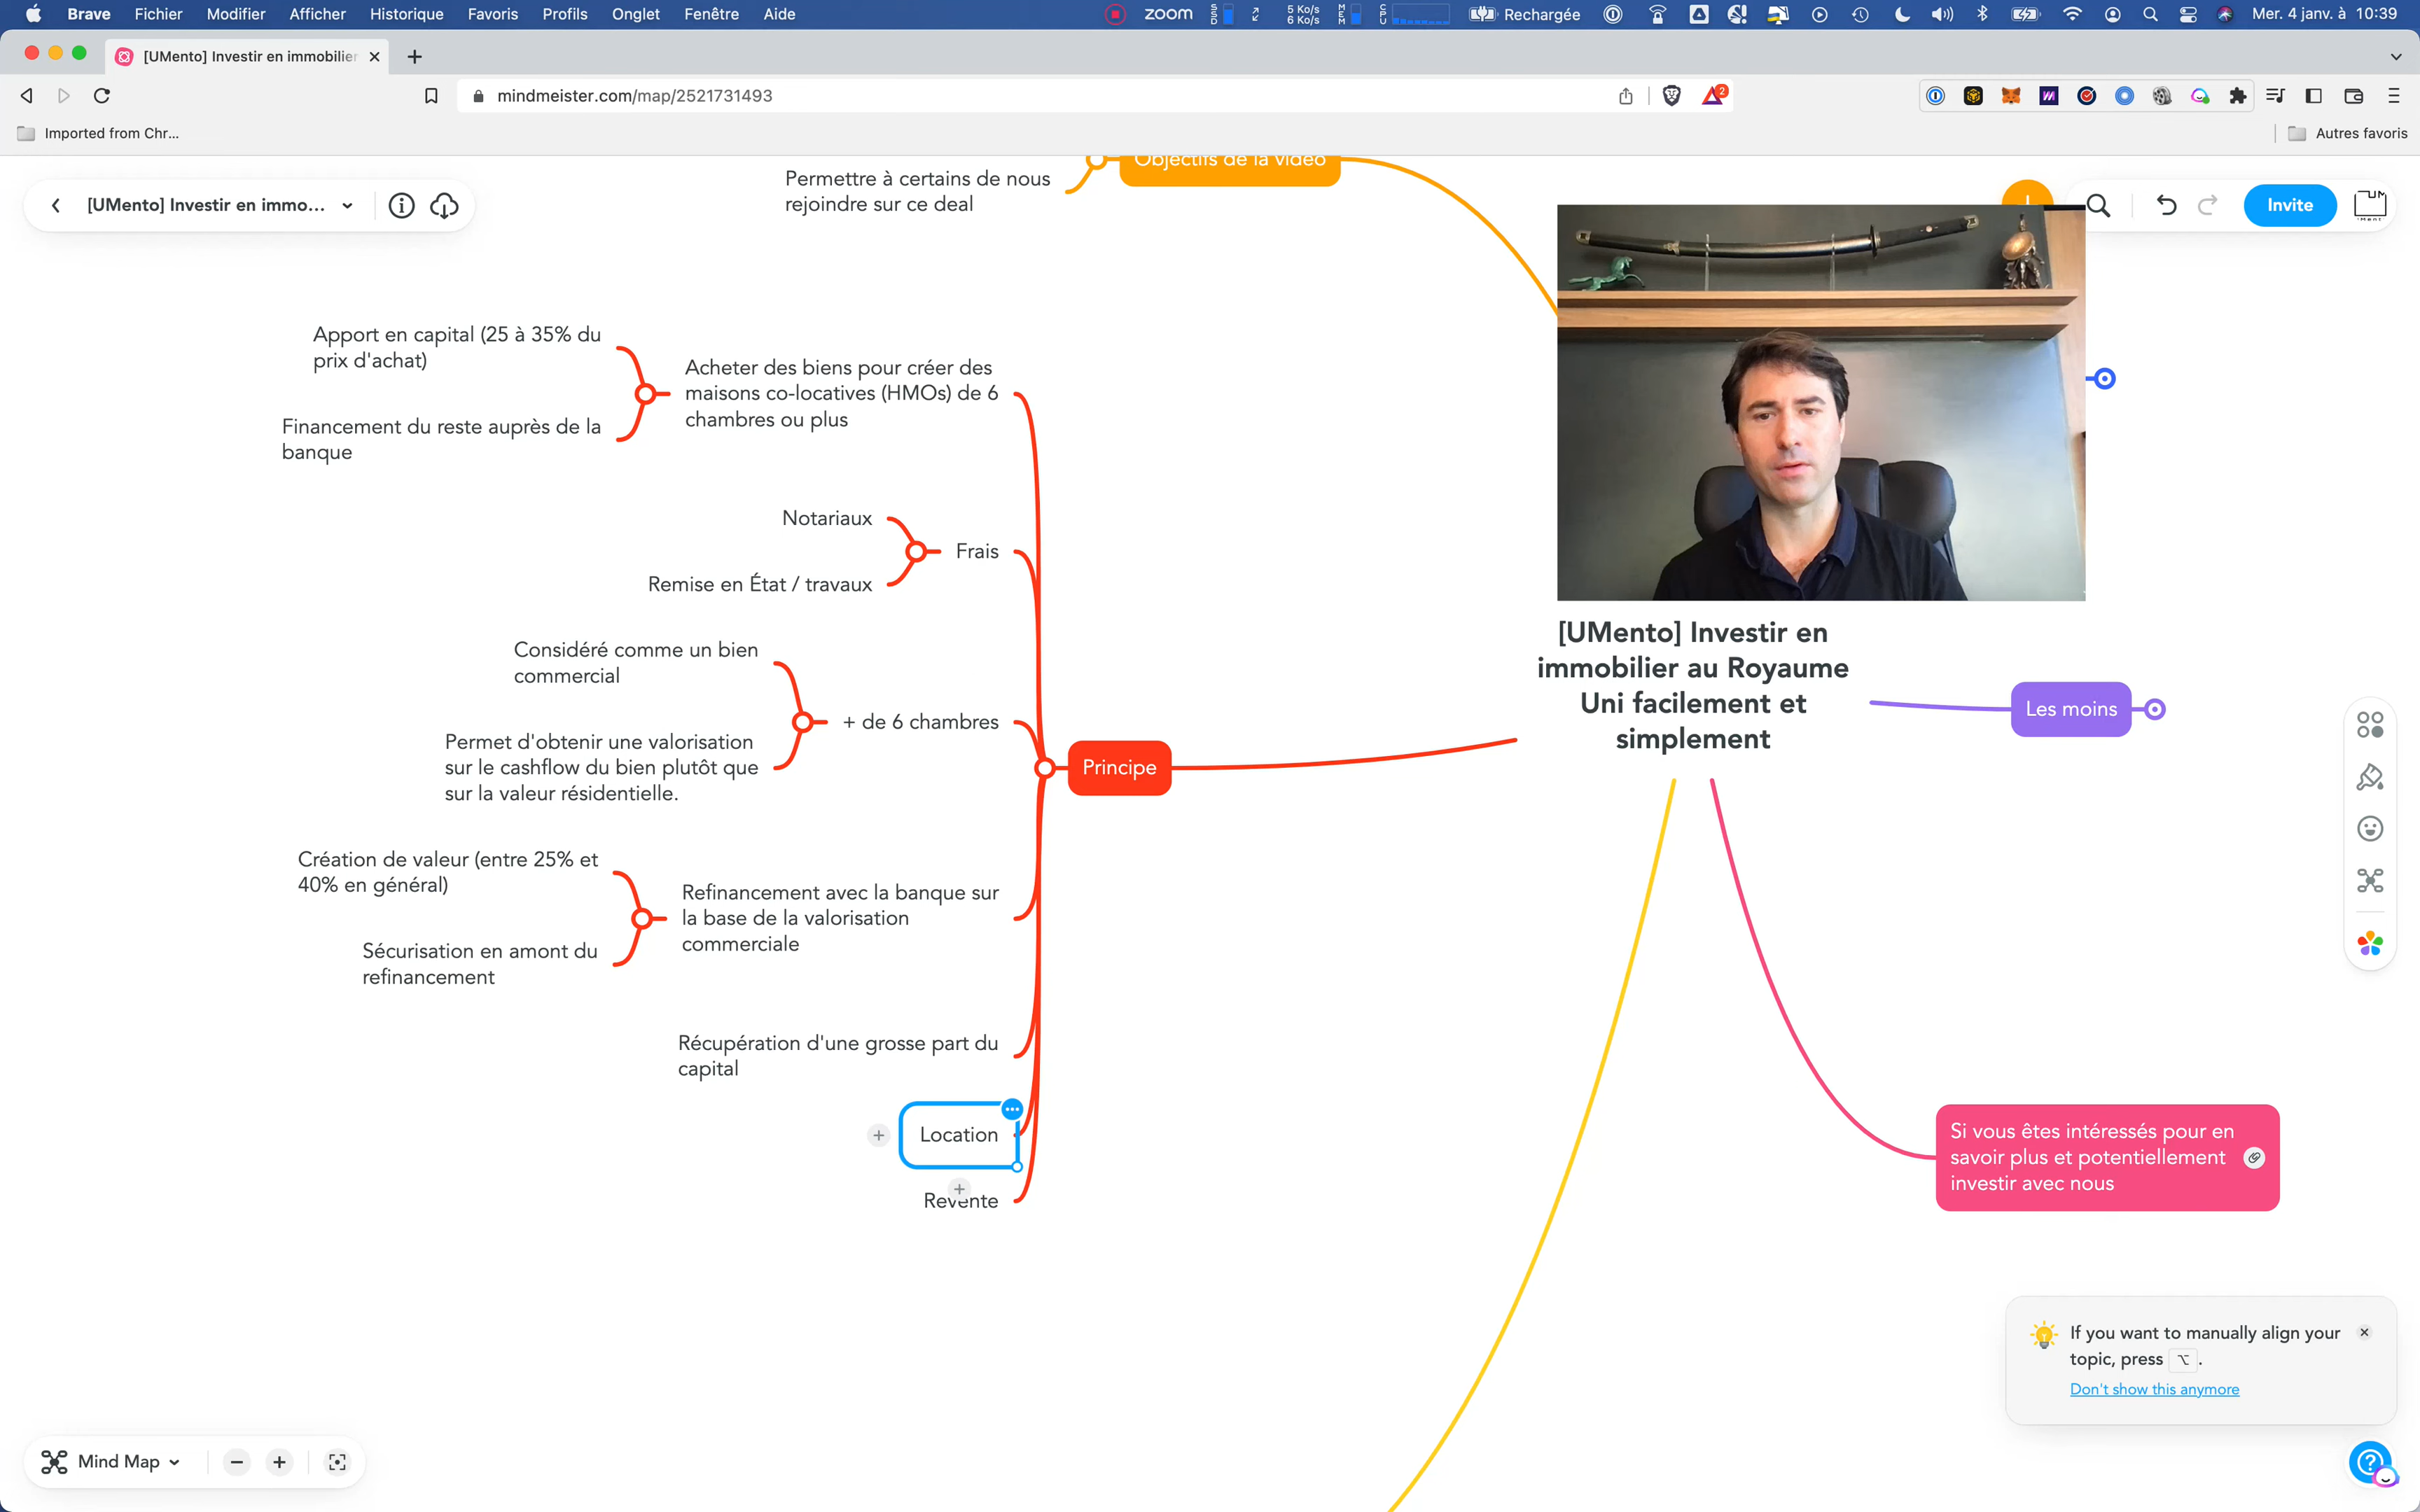 Brave Fichier Modifier Afficher Historique Favoris Profils Onglet Fenêtre Aide
zoom SSD 5 Ko/s 6 Ko/s MEM CPU Rechargée Mer. 4 janv. à 10:39
[UMento] Investir en immobilier
mindmeister.com/map/2521731493
2
Imported from Chr...
Autres favoris
[UMento] Investir en immo...
Invite
Objectifs de la vidéo
Permettre à certains de nous
rejoindre sur ce deal
Apport en capital (25 à 35% du
prix d'achat)
Financement du reste auprès de la
banque
Acheter des biens pour créer des
maisons co-locatives (HMOs) de 6
chambres ou plus
Notariaux
Remise en État / travaux
Frais
Considéré comme un bien
commercial
Permet d'obtenir une valorisation
sur le cashflow du bien plutôt que
sur la valeur résidentielle.
+ de 6 chambres
Création de valeur (entre 25% et
40% en général)
Sécurisation en amont du
refinancement
Refinancement avec la banque sur
la base de la valorisation
commerciale
Récupération d'une grosse part du
capital
Location
Revente
Principe
[UMento] Investir en
immobilier au Royaume
Uni facilement et
simplement
Les moins
Si vous êtes intéressés pour en
savoir plus et potentiellement
investir avec nous
If you want to manually align your
topic, press ⌥.
Don't show this anymore
Mind Map